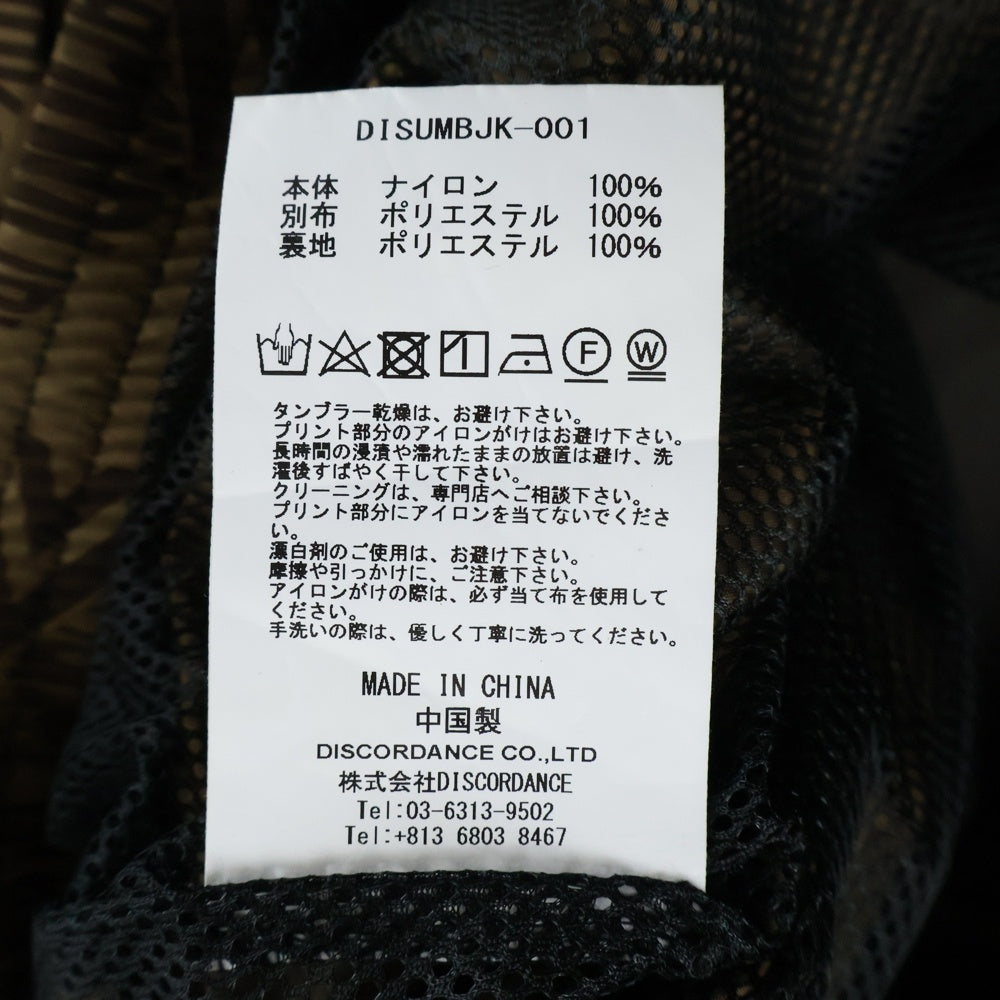 DISUMBJK-001
本体 ナイロン 100%
別布 ポリエステル 100%
裏地 ポリエステル 100%
F W
タンブラー乾燥は、お避け下さい。
プリント部分のアイロンがけはお避け下さい。
長時間の浸漬や濡れたままの放置は避け、洗
濯後すばやく干して下さい。
クリーニングは、専門店へご相談下さい。
プリント部分にアイロンを当てないでくださ
い。
漂白剤のご使用は、お避け下さい。
摩擦や引っかけに、ご注意下さい。
アイロンがけの際は、必ず当て布を使用して
ください。
手洗いの際は、優しく丁寧に洗ってください。
MADE IN CHINA
中国製
DISCORDANCE CO.,LTD
株式会社DISCORDANCE
Tel:03-6313-9502
Tel:+813 6803 8467